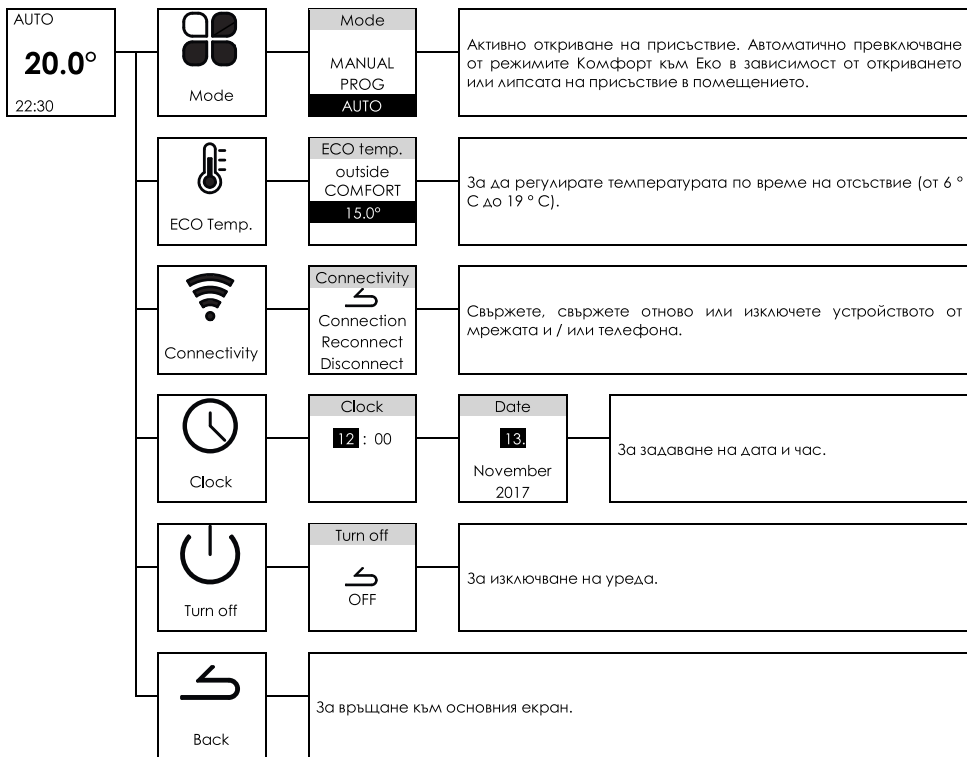 AUTO
20.0°
22:30
Mode
Mode
MANUAL
PROG
AUTO
Активно откриване на присъствие. Автоматично превключване
от режимите Комфорт към Еко в зависимост от откриването
или липсата на присъствие в помещението.
ECO Temp.
ECO temp.
outside
COMFORT
15.0°
За да регулирате температурата по време на отсъствие (от 6 °
C до 19 ° C).
Connectivity
Connectivity
Connection
Reconnect
Disconnect
Свържете, свържете отново или изключете устройството от
мрежата и / или телефона.
Clock
Clock
12 : 00
Date
13.
November
2017
За задаване на дата и час.
Turn off
Turn off
OFF
За изключване на уреда.
Back
За връщане към основния екран.